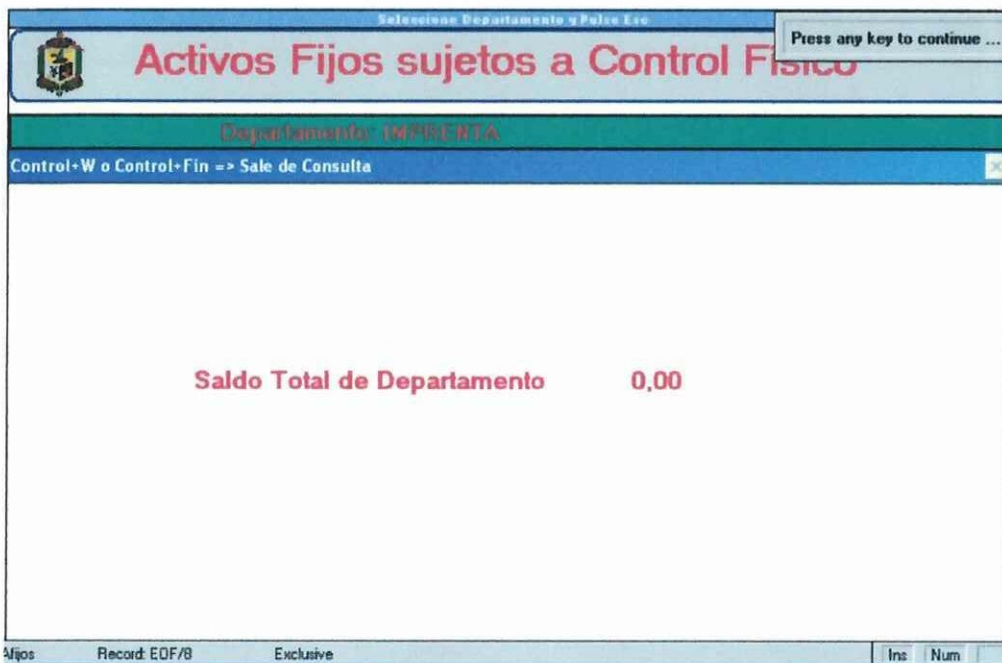 Seleccione Departamento y Pulse Esc
Press any key to continue ...
Activos Fijos sujetos a Control Físico
Departamento: IMPRENTA
Control+W o Control+Fin => Sale de Consulta
Saldo Total de Departamento 0,00
Afijos Record: EOF/8 Exclusive Ins Num